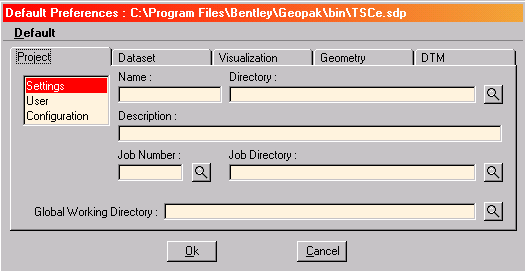 Default Preferences : C:\Program Files\Bentley\Geopak\bin\TSCe.sdp
Default
Project Dataset Visualization Geometry DTM
Settings
User
Configuration
Name : Directory :
Description :
Job Number : Job Directory :
Global Working Directory :
Ok Cancel